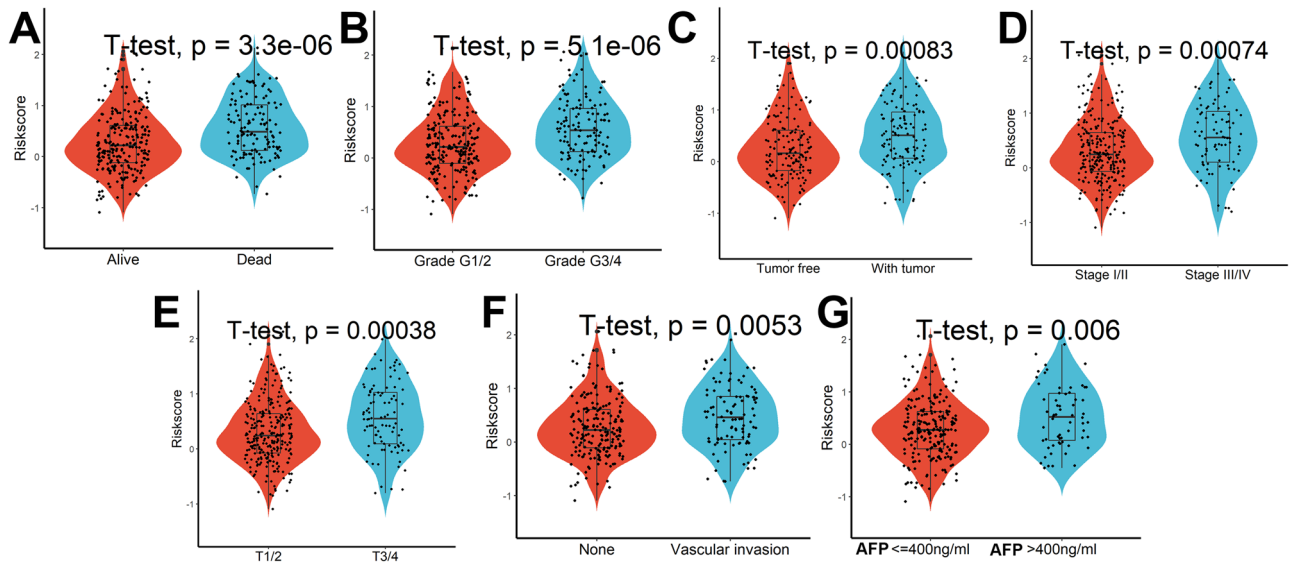 A
T-test, p = 3.3e-06
Riskscore
2
1
0
-1
Alive Dead
B
T-test, p = 5.1e-06
Riskscore
2
1
0
-1
Grade G1/2 Grade G3/4
C
T-test, p = 0.00083
Riskscore
2
1
0
-1
Tumor free With tumor
D
T-test, p = 0.00074
Riskscore
2
1
0
-1
Stage I/II Stage III/IV
E
T-test, p = 0.00038
Riskscore
2
1
0
-1
T1/2 T3/4
F
T-test, p = 0.0053
Riskscore
2
1
0
-1
None Vascular invasion
G
T-test, p = 0.006
Riskscore
2
1
0
-1
AFP <=400ng/ml AFP >400ng/ml